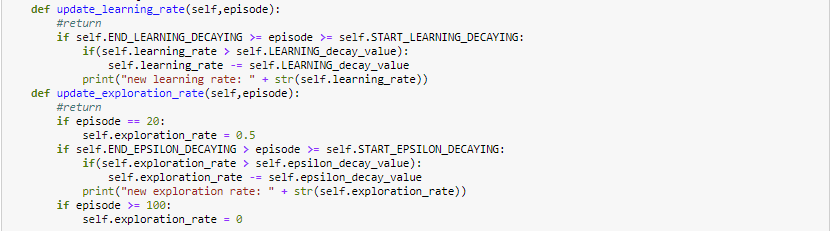 def update_learning_rate(self,episode):
    #return
    if self.END_LEARNING_DECAYING >= episode >= self.START_LEARNING_DECAYING:
        if(self.learning_rate > self.LEARNING_decay_value):
            self.learning_rate -= self.LEARNING_decay_value
        print("new learning rate: " + str(self.learning_rate))
def update_exploration_rate(self,episode):
    #return
    if episode == 20:
        self.exploration_rate = 0.5
    if self.END_EPSILON_DECAYING > episode >= self.START_EPSILON_DECAYING:
        if(self.exploration_rate > self.epsilon_decay_value):
            self.exploration_rate -= self.epsilon_decay_value
        print("new exploration rate: " + str(self.exploration_rate))
    if episode >= 100:
        self.exploration_rate = 0